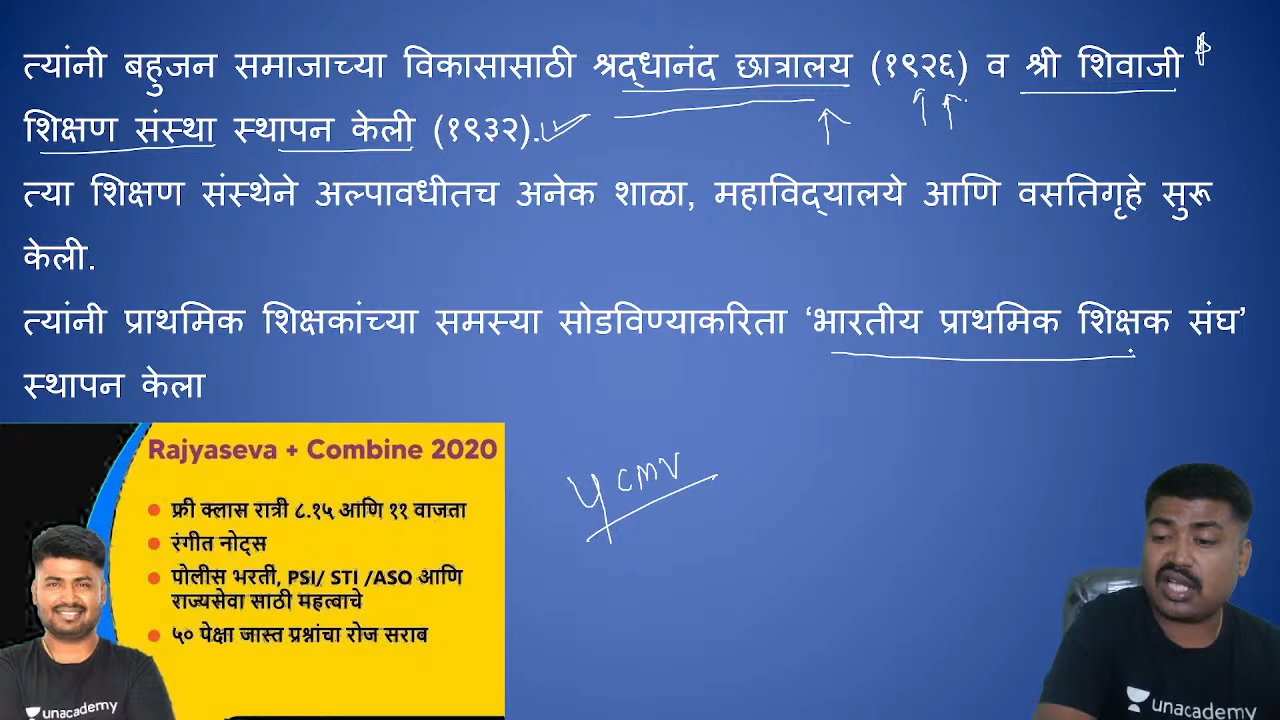 त्यांनी बहुजन समाजाच्या विकासासाठी श्रद्धानंद छात्रालय (१९२६) व श्री शिवाजी
शिक्षण संस्था स्थापन केली (१९३२).
त्या शिक्षण संस्थेने अल्पावधीतच अनेक शाळा, महाविद्यालये आणि वसतिगृहे सुरू
केली.
त्यांनी प्राथमिक शिक्षकांच्या समस्या सोडविण्याकरिता ‘भारतीय प्राथमिक शिक्षक संघ’
स्थापन केला
Rajyaseva + Combine 2020
फ्री क्लास रात्री ८.१५ आणि ११ वाजता
रंगीत नोट्स
पोलीस भरती, PSI/ STI /ASO आणि
राज्यसेवा साठी महत्वाचे
५० पेक्षा जास्त प्रश्नांचा रोज सराव
unacademy
YCMV
unacademy